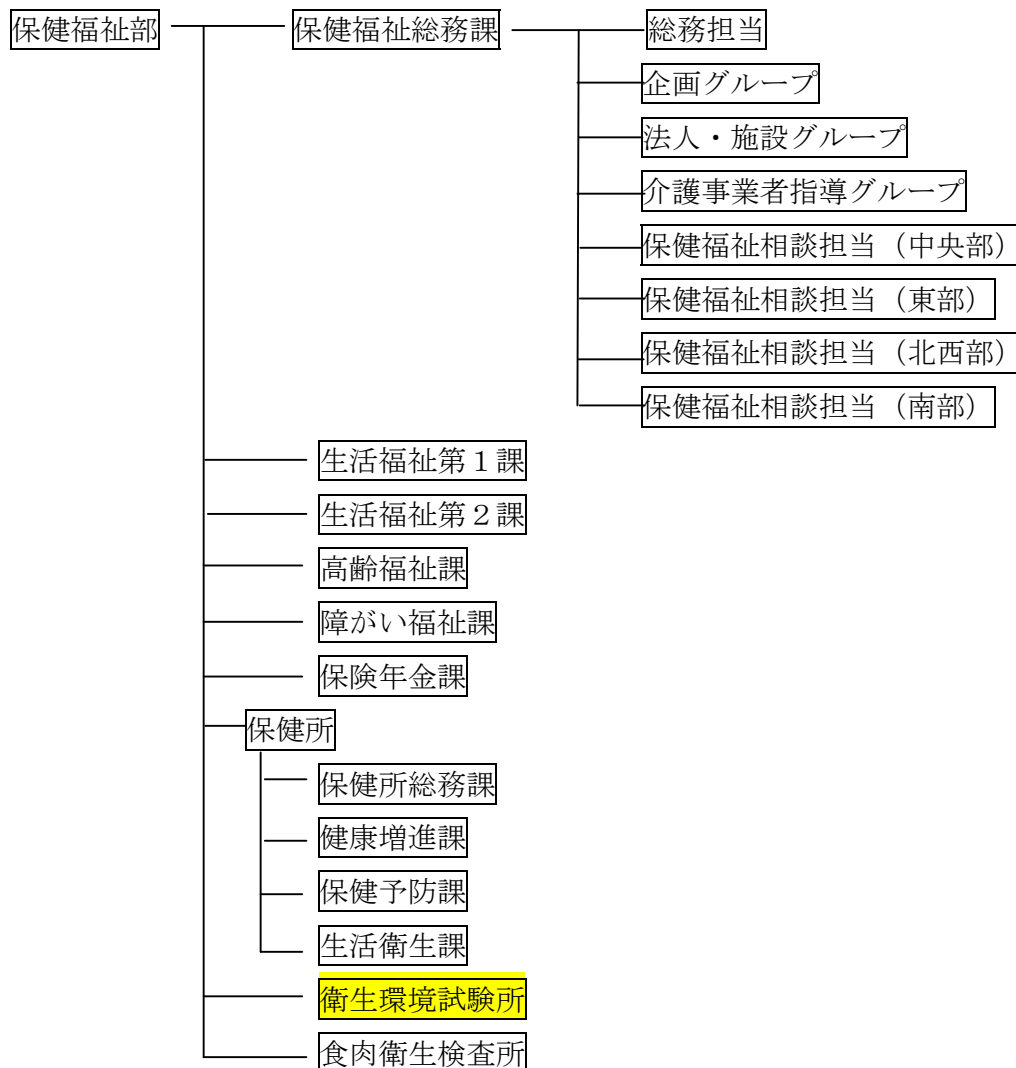 保健福祉部
保健福祉総務課
総務担当
企画グループ
法人・施設グループ
介護事業者指導グループ
保健福祉相談担当（中央部）
保健福祉相談担当（東部）
保健福祉相談担当（北西部）
保健福祉相談担当（南部）
生活福祉第１課
生活福祉第２課
高齢福祉課
障がい福祉課
保険年金課
保健所
保健所総務課
健康増進課
保健予防課
生活衛生課
衛生環境試験所
食肉衛生検査所